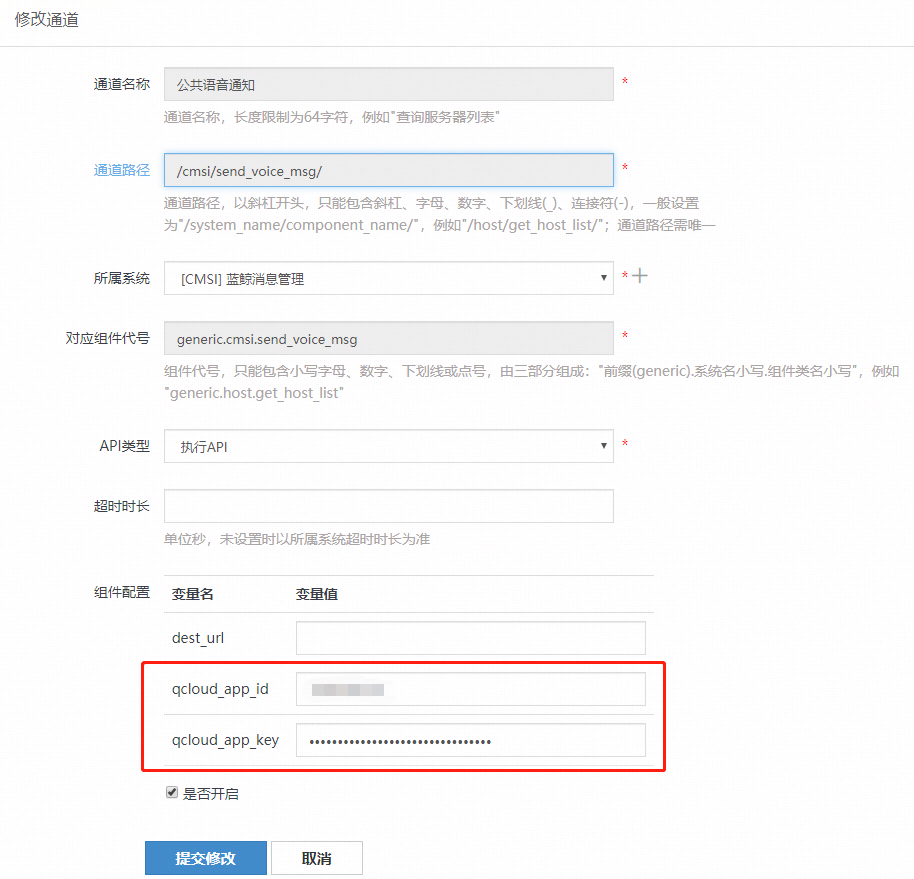 修改通道
通道名称 公共语音通知 *
通道名称，长度限制为64字符，例如"查询服务器列表"
通道路径 /cmsi/send_voice_msg/ *
通道路径，以斜杠开头，只能包含斜杠、字母、数字、下划线(_)、连接符(-)，一般设置
为"/system_name/component_name/"，例如"/host/get_host_list/"；通道路径需唯一
所属系统 [CMSI] 蓝鲸消息管理 *
对应组件代号 generic.cmsi.send_voice_msg *
组件代号，只能包含小写字母、数字、下划线或点号，由三部分组成："前缀(generic).系统名小写.组件类名小写"，例如
"generic.host.get_host_list"
API类型 执行API *
超时时长
单位秒，未设置时以所属系统超时时长为准
组件配置 变量名 变量值
dest_url
qcloud_app_id
qcloud_app_key ••••••••••••••••••••••••••••••••
是否开启
提交修改 取消